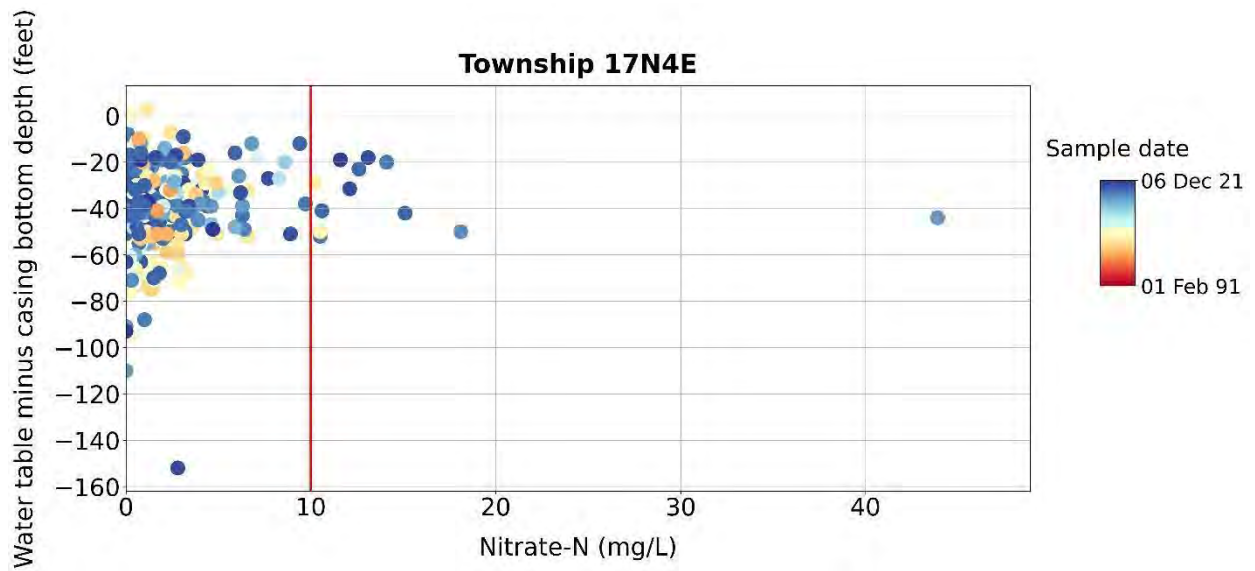 Township 17N4E
Water table minus casing bottom depth (feet)
0
−20
−40
−60
−80
−100
−120
−140
−160
0 10 20 30 40
Nitrate-N (mg/L)
Sample date
06 Dec 21
01 Feb 91